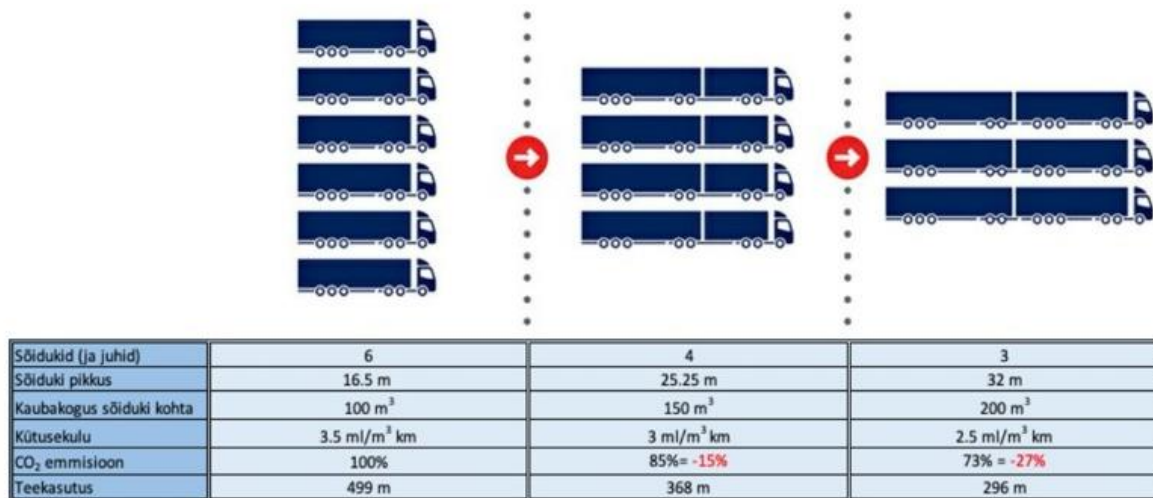 Sõidukid (ja juhid) 6 4 3
Sõiduki pikkus 16.5 m 25.25 m 32 m
Kaubakogus sõiduki kohta 100 m³ 150 m³ 200 m³
Kütusekulu 3.5 ml/m³ km 3 ml/m³ km 2.5 ml/m³ km
CO₂ emmisioon 100% 85%= -15% 73% = -27%
Teekasutus 499 m 368 m 296 m